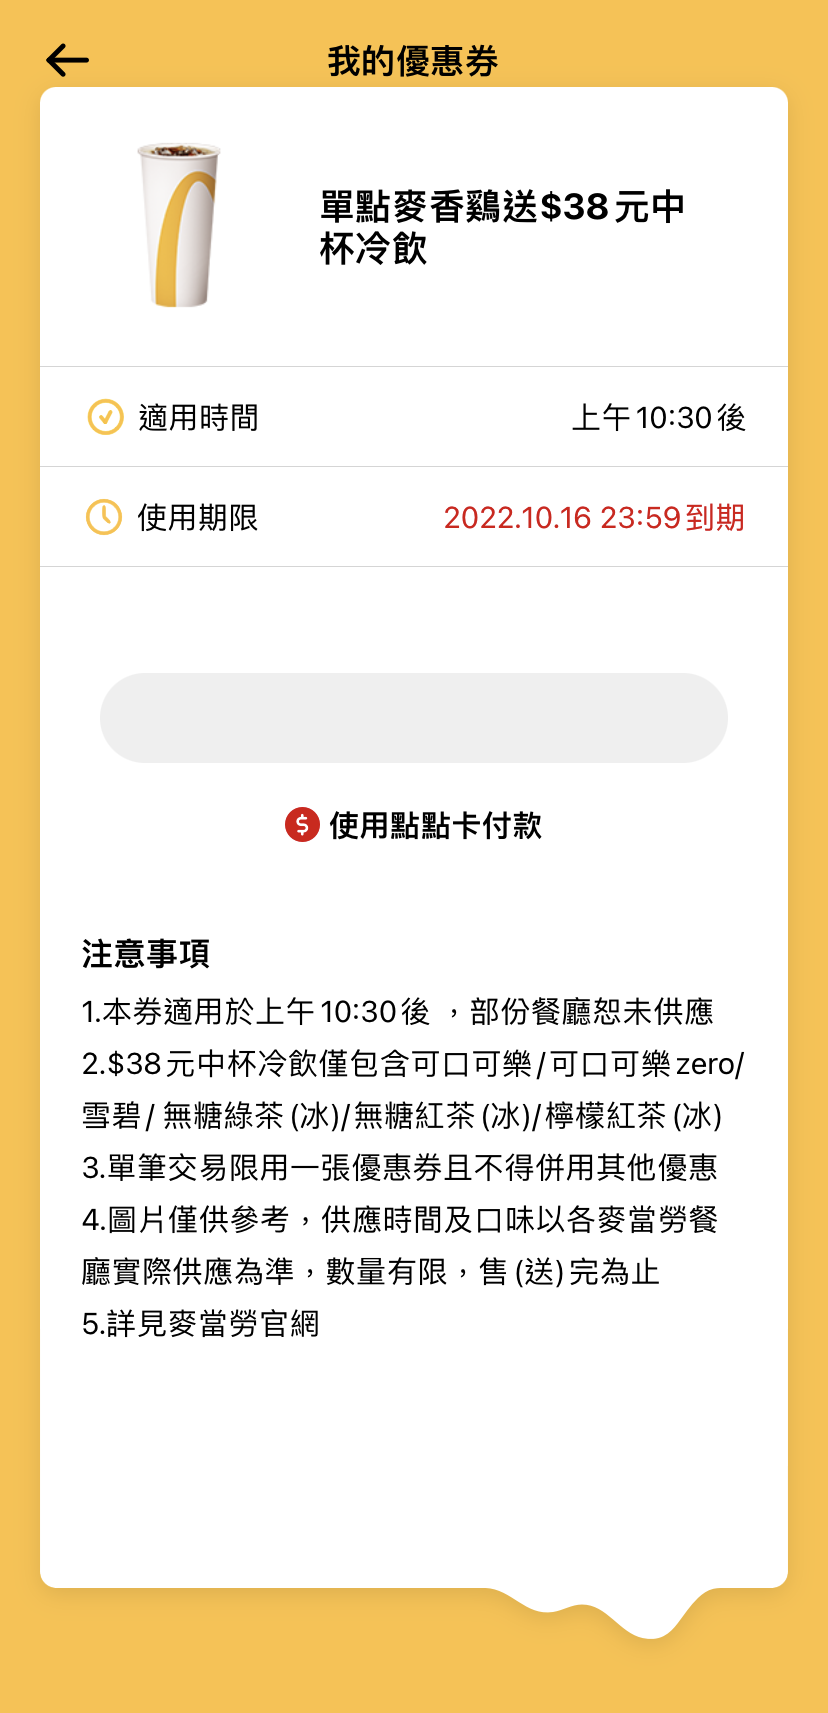 我的優惠券
單點麥香鷄送$38元中
杯冷飲
適用時間 上午10:30後
使用期限 2022.10.16 23:59到期
使用點點卡付款
注意事項
1.本券適用於上午10:30後 ，部份餐廳恕未供應
2.$38元中杯冷飲僅包含可口可樂/可口可樂zero/
雪碧/ 無糖綠茶(冰)/無糖紅茶(冰)/檸檬紅茶(冰)
3.單筆交易限用一張優惠券且不得併用其他優惠
4.圖片僅供參考，供應時間及口味以各麥當勞餐
廳實際供應為準，數量有限，售(送)完為止
5.詳見麥當勞官網